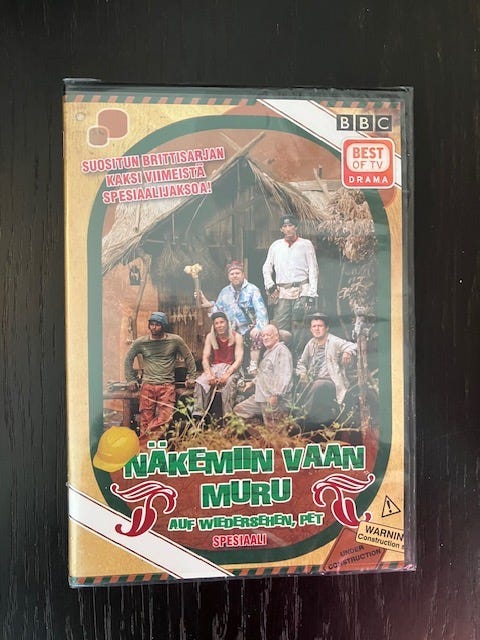 BBC
BEST
OF TV
DRAMA
SUOSITUN BRITTISARJAN
KAKSI VIIMEISTÄ
SPESIAALIJAKSOA!
NÄKEMIIN VAAN
MURU
AUF WIEDERSEHEN, PET
SPESIAALI
WARNIN
Construction
UNDER
CONSTRUCTION